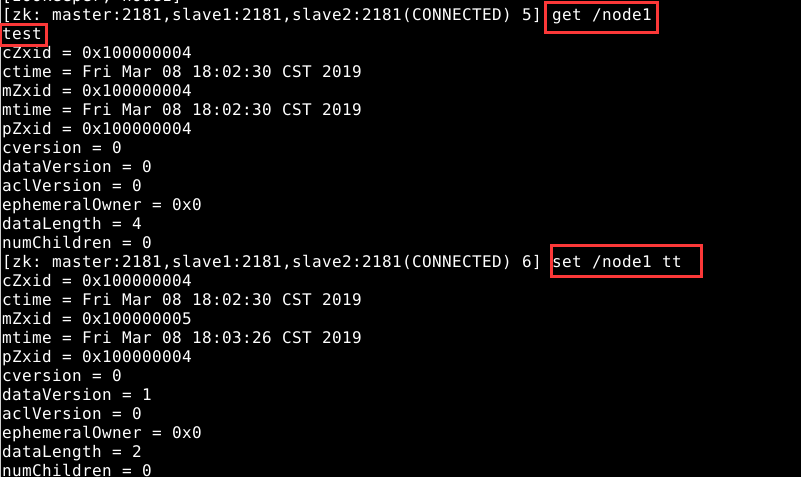 [zk: master:2181,slave1:2181,slave2:2181(CONNECTED) 5] get /node1
test
cZxid = 0x100000004
ctime = Fri Mar 08 18:02:30 CST 2019
mZxid = 0x100000004
mtime = Fri Mar 08 18:02:30 CST 2019
pZxid = 0x100000004
cversion = 0
dataVersion = 0
aclVersion = 0
ephemeralOwner = 0x0
dataLength = 4
numChildren = 0
[zk: master:2181,slave1:2181,slave2:2181(CONNECTED) 6] set /node1 tt
cZxid = 0x100000004
ctime = Fri Mar 08 18:02:30 CST 2019
mZxid = 0x100000005
mtime = Fri Mar 08 18:03:26 CST 2019
pZxid = 0x100000004
cversion = 0
dataVersion = 1
aclVersion = 0
ephemeralOwner = 0x0
dataLength = 2
numChildren = 0